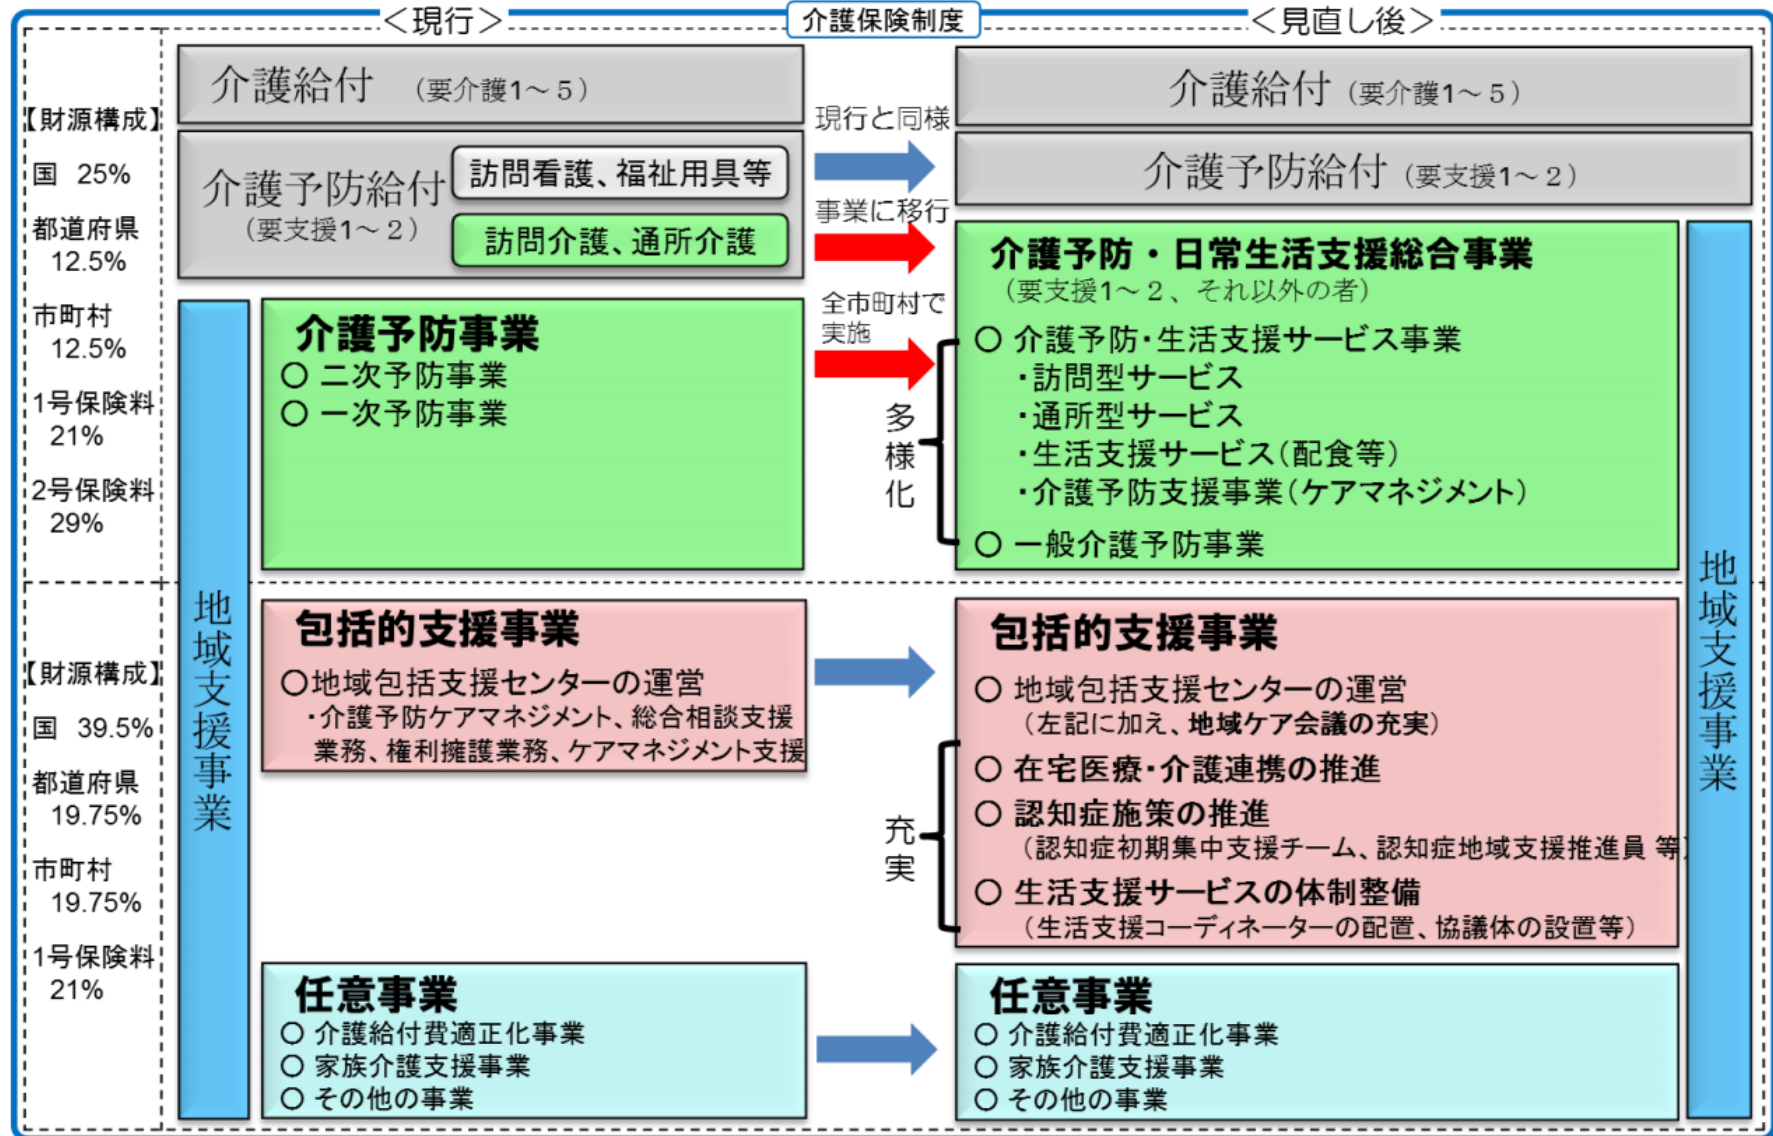 ＜現行＞
介護保険制度
＜見直し後＞
【財源構成】
国 25%
都道府県
12.5%
市町村
12.5%
1号保険料
21%
2号保険料
29%
介護給付 （要介護1～５）
介護予防給付
（要支援1～２）
訪問看護、福祉用具等
訪問介護、通所介護
現行と同様
事業に移行
全市町村で
実施
多様化
介護給付（要介護1～５）
介護予防給付（要支援1～２）
介護予防事業
○ 二次予防事業
○ 一次予防事業
介護予防・日常生活支援総合事業
（要支援1～２、それ以外の者）
○ 介護予防・生活支援サービス事業
・訪問型サービス
・通所型サービス
・生活支援サービス（配食等）
・介護予防支援事業（ケアマネジメント）
○ 一般介護予防事業
地域支援事業
地域支援事業
【財源構成】
国 39.5%
都道府県
19.75%
市町村
19.75%
1号保険料
21%
包括的支援事業
○地域包括支援センターの運営
・介護予防ケアマネジメント、総合相談支援
業務、権利擁護業務、ケアマネジメント支援
充実
包括的支援事業
○ 地域包括支援センターの運営
（左記に加え、地域ケア会議の充実）
○ 在宅医療・介護連携の推進
○ 認知症施策の推進
（認知症初期集中支援チーム、認知症地域支援推進員 等）
○ 生活支援サービスの体制整備
（生活支援コーディネーターの配置、協議体の設置等）
任意事業
○ 介護給付費適正化事業
○ 家族介護支援事業
○ その他の事業
任意事業
○ 介護給付費適正化事業
○ 家族介護支援事業
○ その他の事業